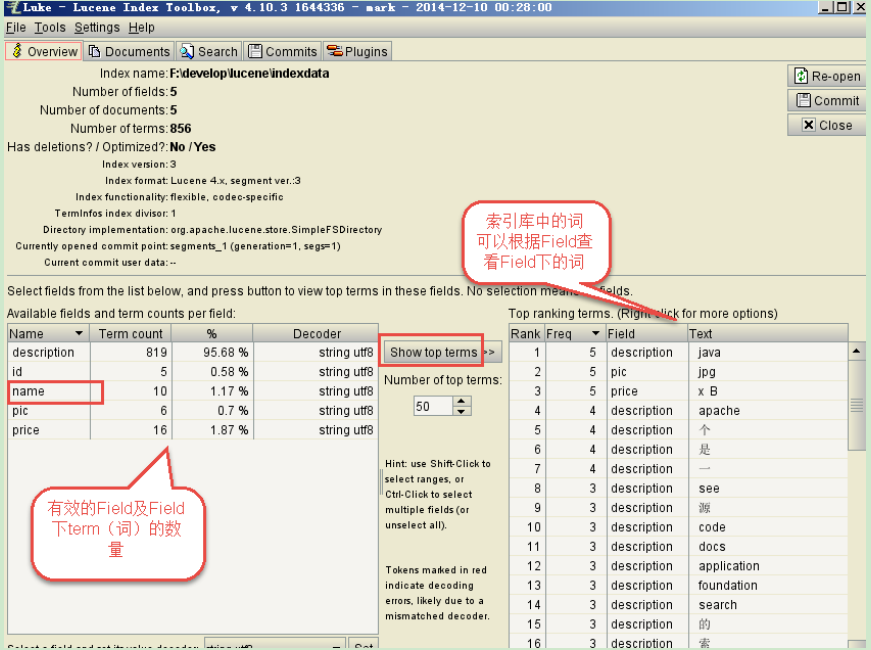 Luke - Lucene Index Toolbox, v 4.10.3 1644336 - mark - 2014-12-10 00:28:00
File Tools Settings Help
Overview Documents Search Commits Plugins
Index name: F:\develop\lucene\indexdata
Number of fields: 5
Number of documents: 5
Number of terms: 856
Has deletions? / Optimized?: No / Yes
Index version: 3
Index format: Lucene 4.x, segment ver.:3
Index functionality: flexible, codec-specific
TermInfos index divisor: 1
Directory implementation: org.apache.lucene.store.SimpleFSDirectory
Currently opened commit point: segments_1 (generation=1, segs=1)
Current commit user data: --
Re-open
Commit
Close
索引库中的词
可以根据Field查
看Field下的词
Select fields from the list below, and press button to view top terms in these fields. No selection means fields.
Available fields and term counts per field:
Name Term count % Decoder
description 819 95.68 % string utf8
id 5 0.58 % string utf8
name 10 1.17 % string utf8
pic 6 0.7 % string utf8
price 16 1.87 % string utf8
有效的Field及Field
下term（词）的数
量
Show top terms >>
Number of top terms:
50
Hint: use Shift-Click to
select ranges, or
Ctrl-Click to select
multiple fields (or
unselect all).
Tokens marked in red
indicate decoding
errors, likely due to a
mismatched decoder.
Top ranking terms. (Right click for more options)
Rank Freq Field Text
1 5 description java
2 5 pic jpg
3 5 price x B
4 4 description apache
5 4 description 个
6 4 description 是
7 4 description 一
8 3 description see
9 3 description 源
10 3 description code
11 3 description docs
12 3 description application
13 3 description foundation
14 3 description search
15 3 description 的
16 3 description 索
Select a field and set its value decoder: string utf8 Set